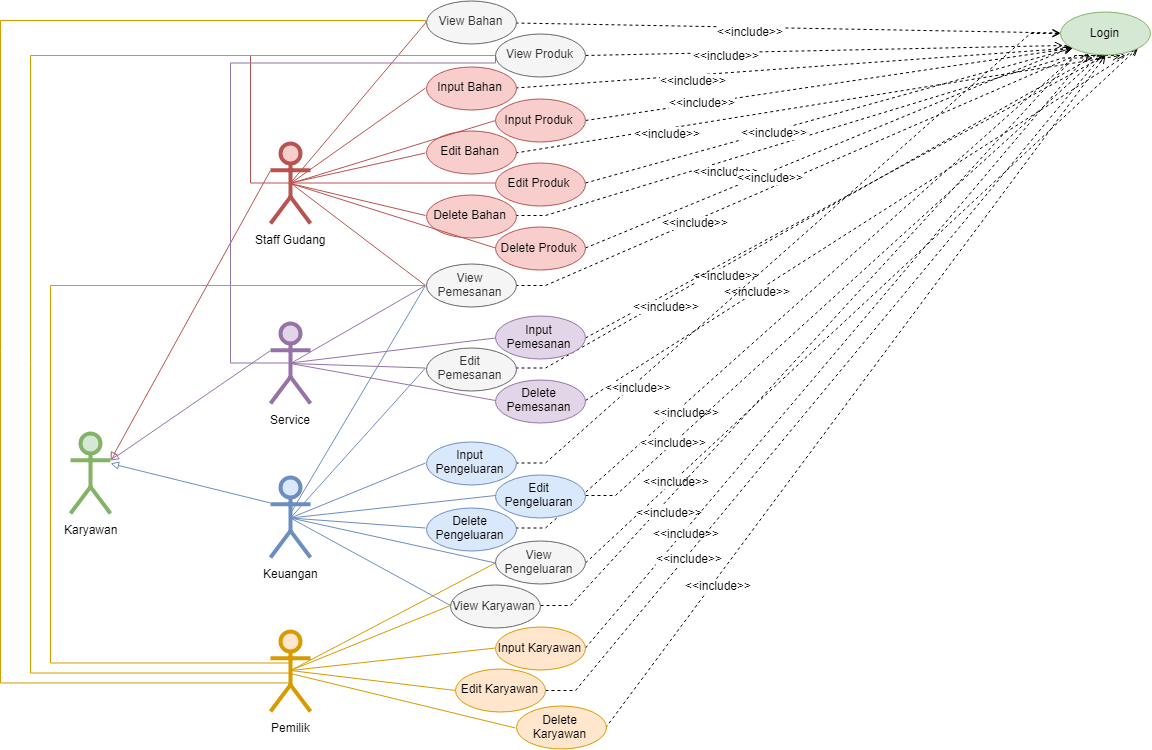 View Bahan
<<include>>
Login
View Produk
<<include>>
Input Bahan
<<include>>
Input Produk
<<include>>
Edit Bahan
<<include>>
<<include>>
Edit Produk
<<include>>
<<include>>
Delete Bahan
<<include>>
Staff Gudang
Delete Produk
View
Pemesanan
<<include>>
<<include>>
<<include>>
Input
Pemesanan
Edit
Pemesanan
<<include>>
Delete
Pemesanan
Service
<<include>>
<<include>>
Input
Pengeluaran
<<include>>
Edit
Pengeluaran
<<include>>
Delete
Pengeluaran
Karyawan
<<include>>
View
Pengeluaran
<<include>>
Keuangan
<<include>>
View Karyawan
Input Karyawan
Edit Karyawan
Pemilik
Delete
Karyawan